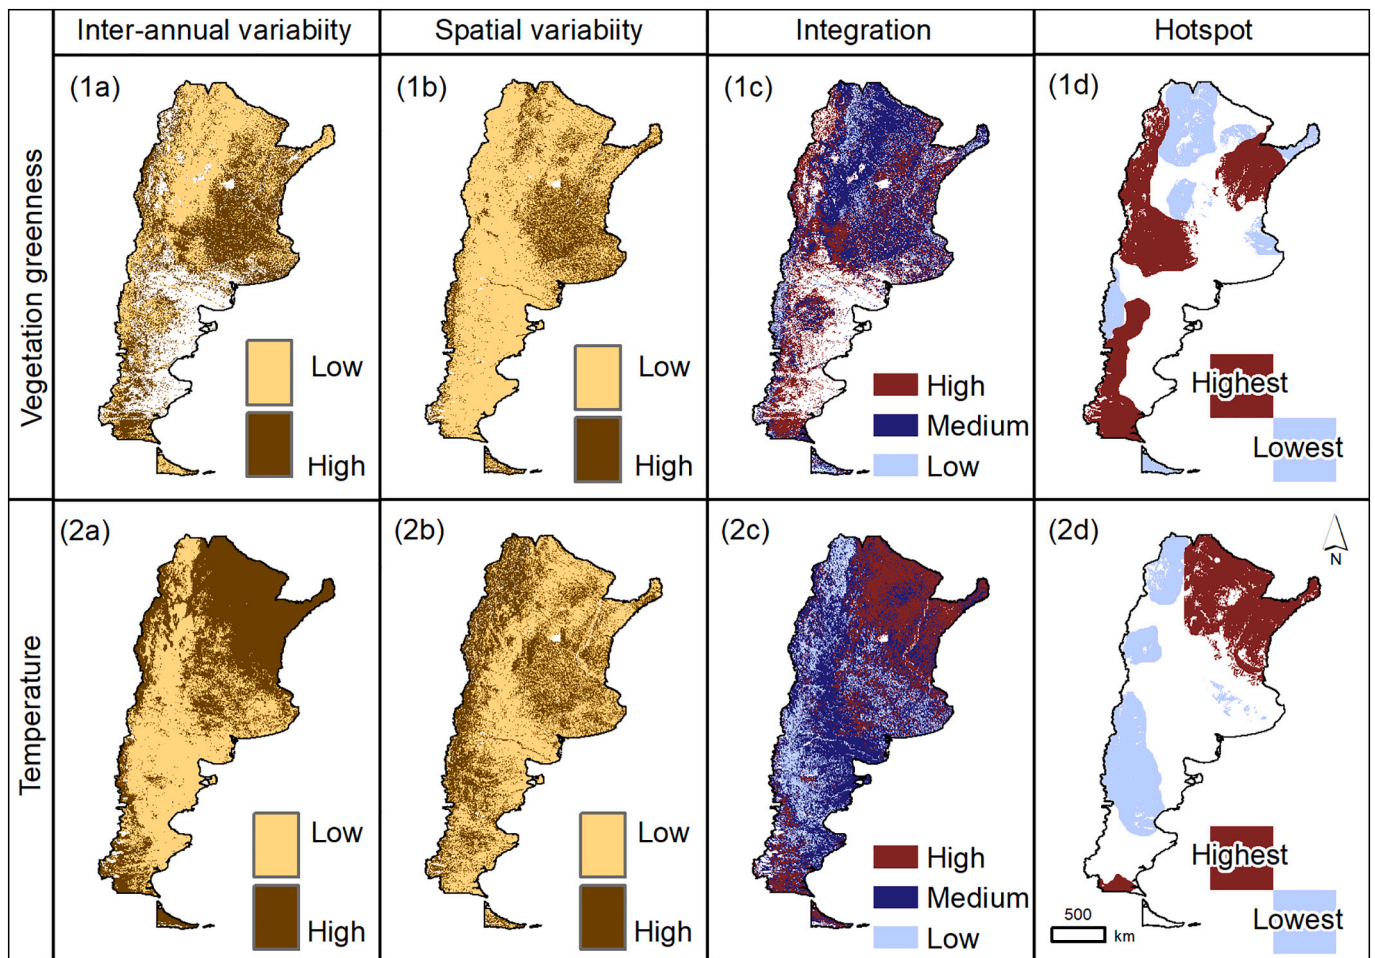 Inter-annual variabiity
Spatial variabiity
Integration
Hotspot
Vegetation greenness
(1a)
Low
High
(1b)
Low
High
(1c)
High
Medium
Low
(1d)
Highest
Lowest
Temperature
(2a)
Low
High
(2b)
Low
High
(2c)
High
Medium
Low
(2d)
N
Highest
Lowest
500
km